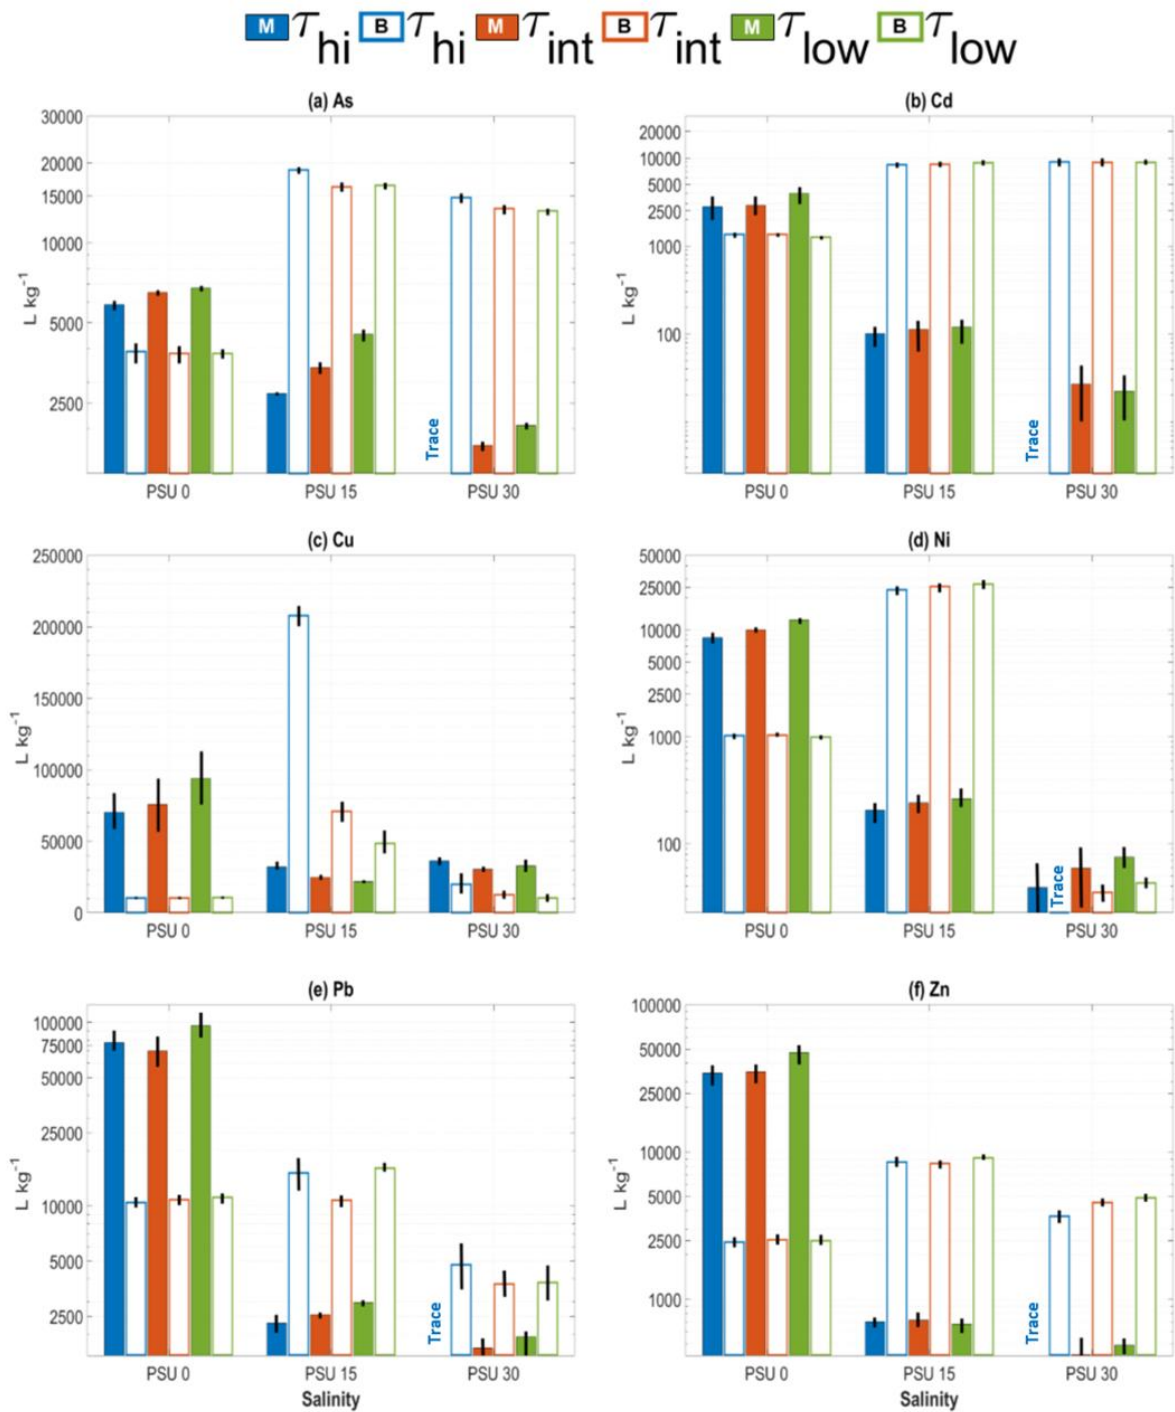 M τhi B τhi M τint B τint M τlow B τlow
(a) As
30000
20000
15000
10000
5000
2500
L kg-1
Trace
PSU 0 PSU 15 PSU 30
(b) Cd
20000
10000
5000
2500
1000
100
L kg-1
Trace
PSU 0 PSU 15 PSU 30
(c) Cu
250000
200000
150000
100000
50000
0
L kg-1
PSU 0 PSU 15 PSU 30
(d) Ni
50000
25000
10000
5000
2500
1000
100
L kg-1
Trace
PSU 0 PSU 15 PSU 30
(e) Pb
100000
75000
50000
25000
10000
5000
2500
L kg-1
Trace
PSU 0 PSU 15 PSU 30
Salinity
(f) Zn
100000
50000
25000
10000
5000
2500
1000
L kg-1
Trace
PSU 0 PSU 15 PSU 30
Salinity